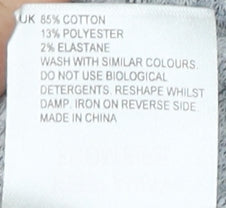 UK 85% COTTON
13% POLYESTER
2% ELASTANE
WASH WITH SIMILAR COLOURS.
DO NOT USE BIOLOGICAL
DETERGENTS. RESHAPE WHILST
DAMP. IRON ON REVERSE SIDE
MADE IN CHINA